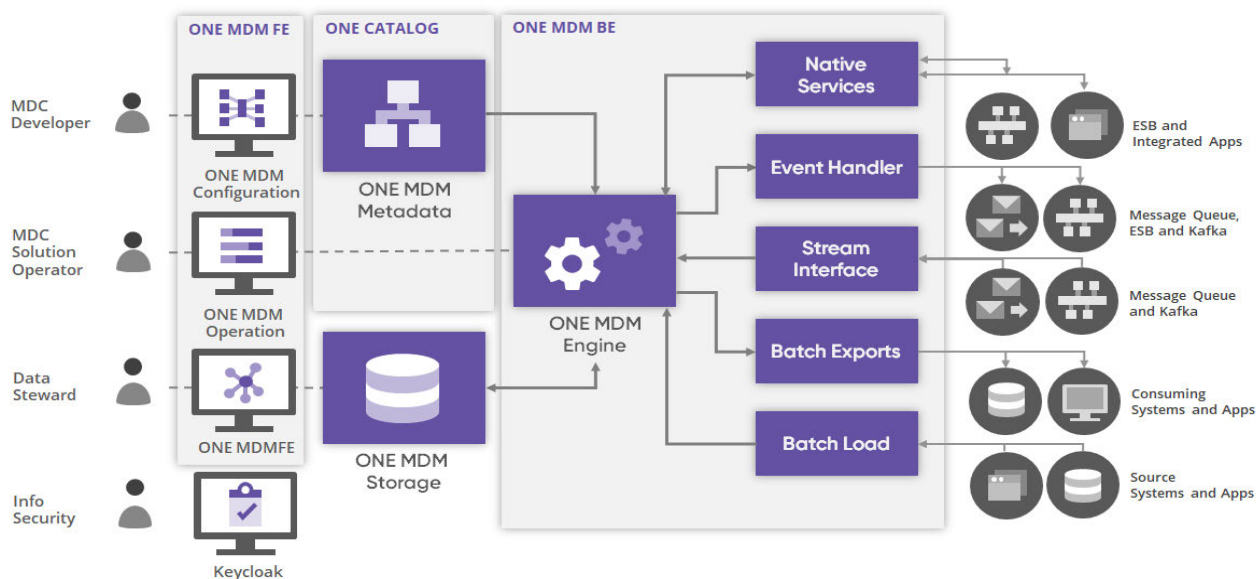 ONE MDM FE
ONE CATALOG
ONE MDM BE
MDC
Developer
ONE MDM
Configuration
ONE MDM
Metadata
Native
Services
ESB and
Integrated Apps
Event Handler
Message Queue,
ESB and Kafka
MDC
Solution
Operator
ONE MDM
Operation
ONE MDM
Engine
Stream
Interface
Message Queue
and Kafka
Batch Exports
Consuming
Systems and Apps
Data
Steward
ONE MDMFE
ONE MDM
Storage
Batch Load
Source
Systems and Apps
Info
Security
Keycloak